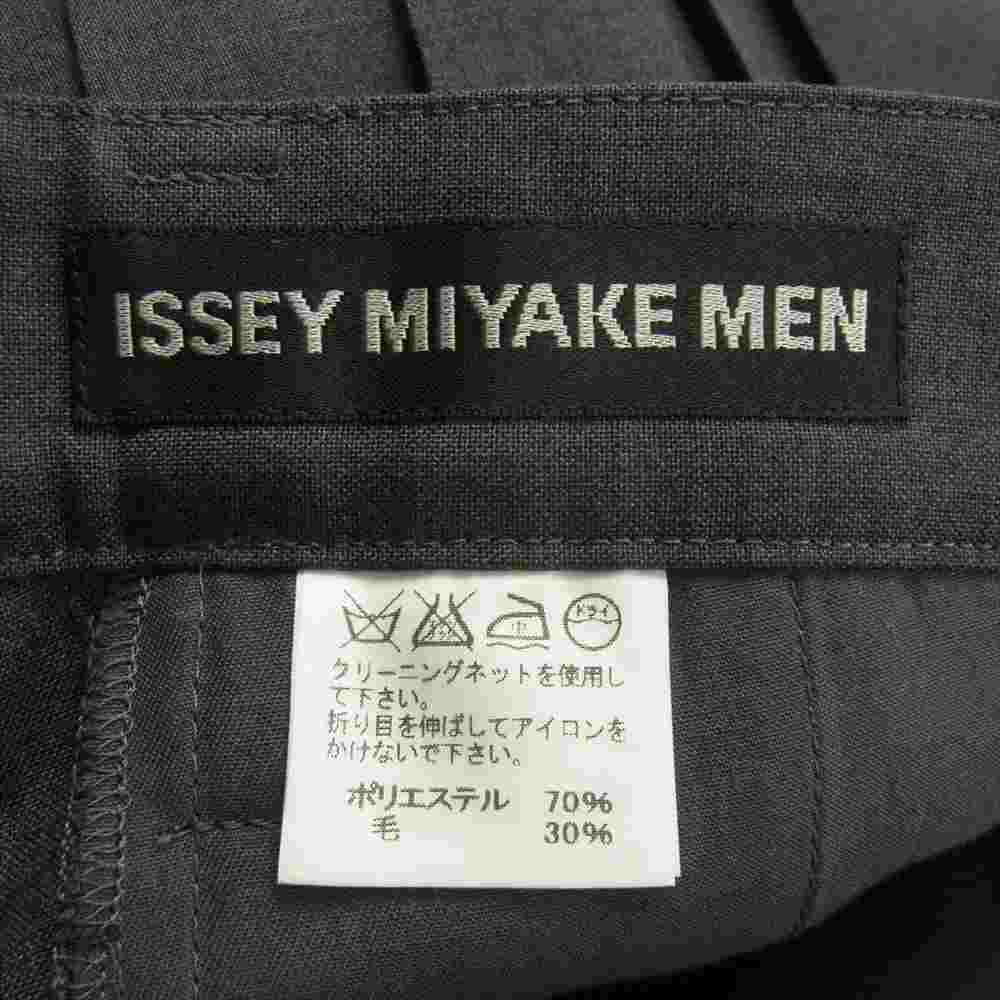 ISSEY MIYAKE MEN
中 ドライ
クリーニングネットを使用し
て下さい。
折り目を伸ばしてアイロンを
かけないで下さい。
ポリエステル 70%
毛 30%